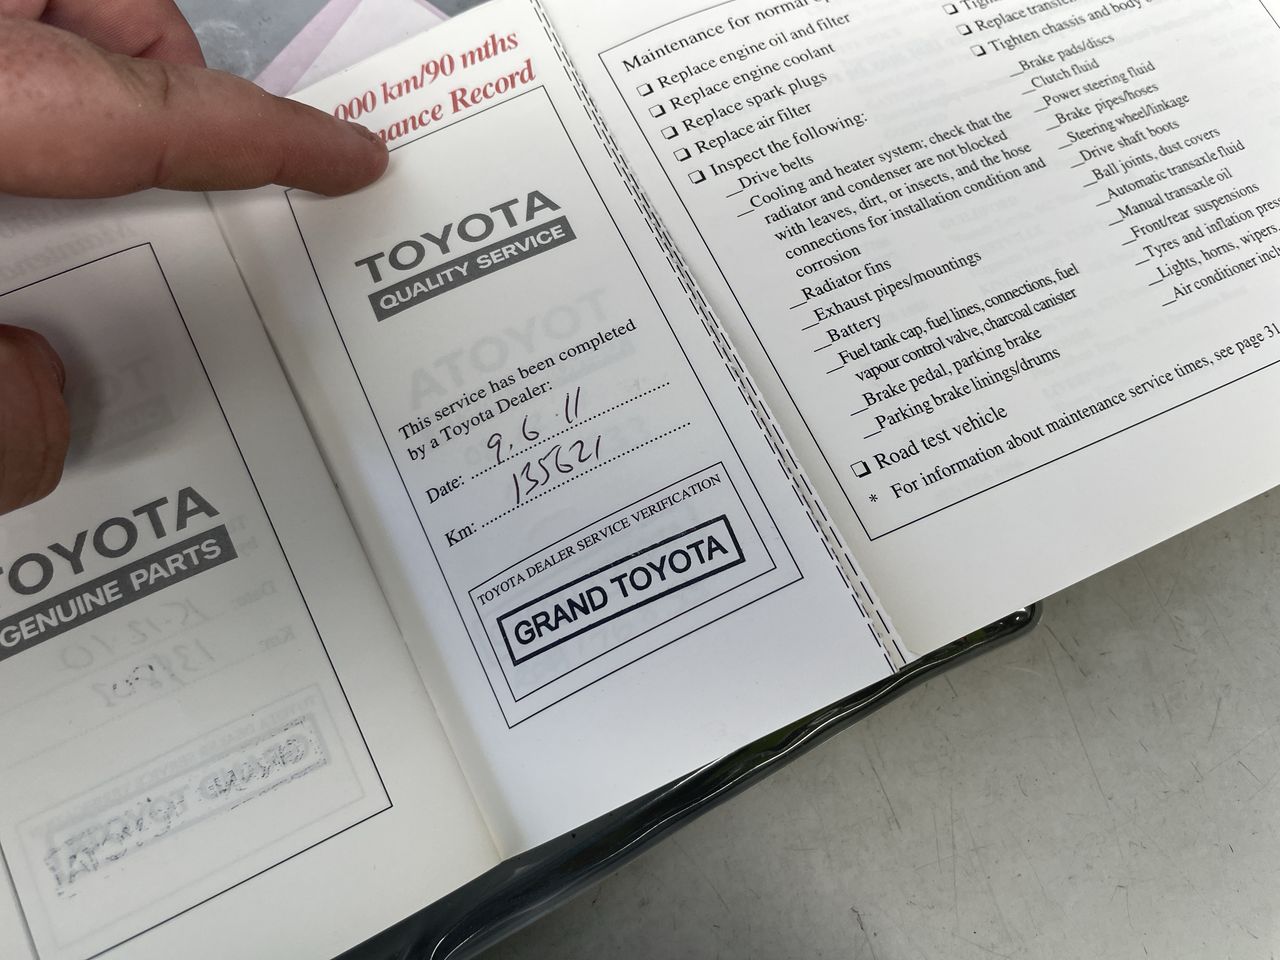 000 km/90 mths
Record
TOYOTA
QUALITY SERVICE
This service has been completed
by a Toyota Dealer:
Date: 9.6.11
Km: 135621
TOYOTA DEALER SERVICE VERIFICATION
GRAND TOYOTA
TOYOTA
GENUINE PARTS
Maintenance for normal
❑ Replace engine oil and filter
❑ Replace engine coolant
❑ Replace spark plugs
❑ Replace air filter
❑ Inspect the following:
_Drive belts
_Cooling and heater system; check that the
radiator and condenser are not blocked
with leaves, dirt, or insects, and the hose
connections for installation condition and
corrosion
_Radiator fins
_Exhaust pipes/mountings
_Battery
_Fuel tank cap, fuel lines, connections, fuel
vapour control valve, charcoal canister
_Brake pedal, parking brake
_Parking brake linings/drums
❑ Replace
❑ Tighten chassis and body
_Brake pads/discs
_Clutch fluid
_Power steering fluid
_Brake pipes/hoses
_Steering wheel/linkage
_Drive shaft boots
_Ball joints, dust covers
_Automatic transaxle fluid
_Manual transaxle oil
_Front/rear suspensions
_Tyres and inflation
_Lights, horns, wipers,
_Air conditioner
❑ Road test vehicle
* For information about maintenance service times, see page 31